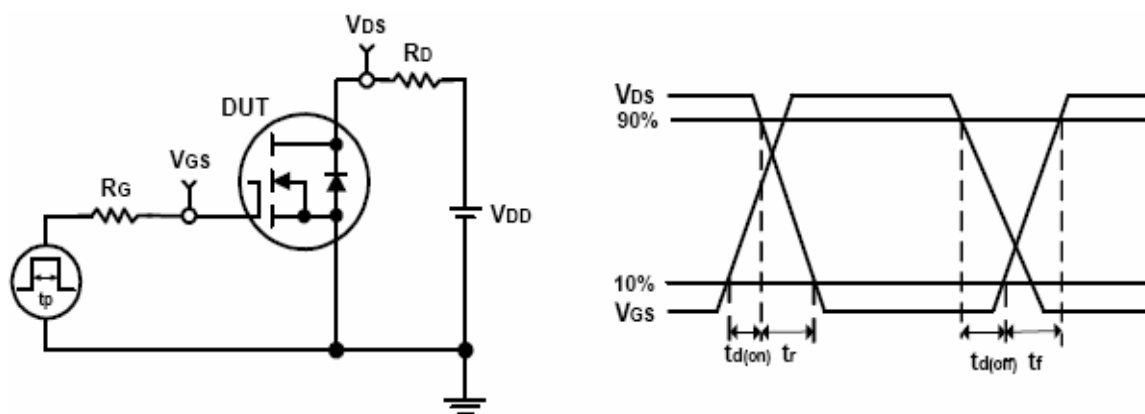 VDS
RD
DUT
VGS
RG
VDD
tp
VDS
90%
10%
VGS
td(on) tr td(off) tf